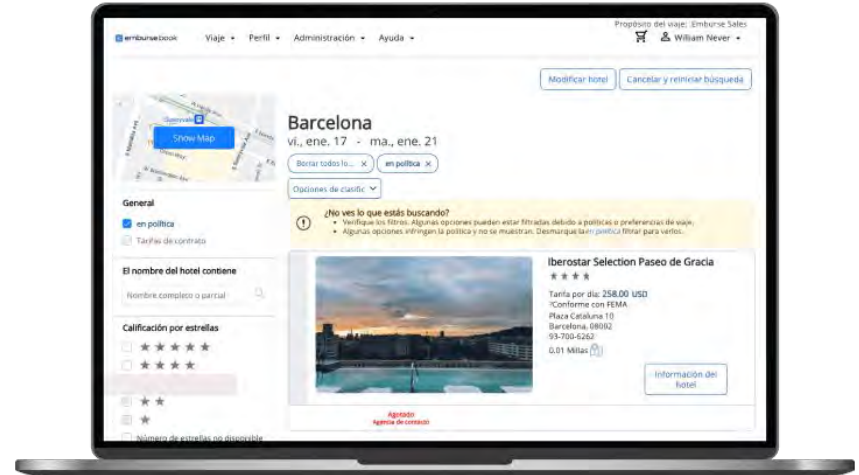 Propósito del viaje: Emburse Sales
emburse book Viaje Perfil Administración Ayuda William Never
Modificar hotel Cancelar y reiniciar búsqueda
Sunnyvale
Show Map
Barcelona
vi., ene. 17 - ma., ene. 21
Borrar todos lo... x en política x
Opciones de clasific
General
en política
Tarifas de contrato
¿No ves lo que estás buscando?
• Verifique los filtros. Algunas opciones pueden estar filtradas debido a políticas o preferencias de viaje.
• Algunas opciones infringen la política y no se muestran. Desmarque la en política filtrar para verlos.
El nombre del hotel contiene
Nombre completo o parcial
Calificación por estrellas
Número de estrellas no disponible
Iberostar Selection Paseo de Gracia
Tarifa por día: 258.00 USD
Conforme con FEMA
Plaza Cataluna 10
Barcelona, 08002
93-700-6262
0.01 Millas
Información del
hotel
Agotado
Agencia de contacto